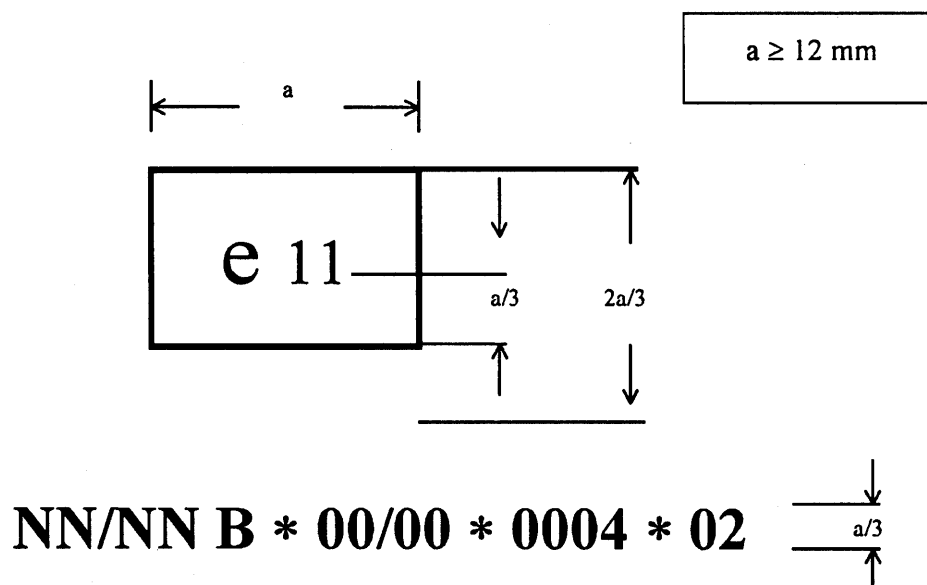 a ≥ 12 mm
a
e 11
a/3
2a/3
NN/NN B * 00/00 * 0004 * 02
a/3